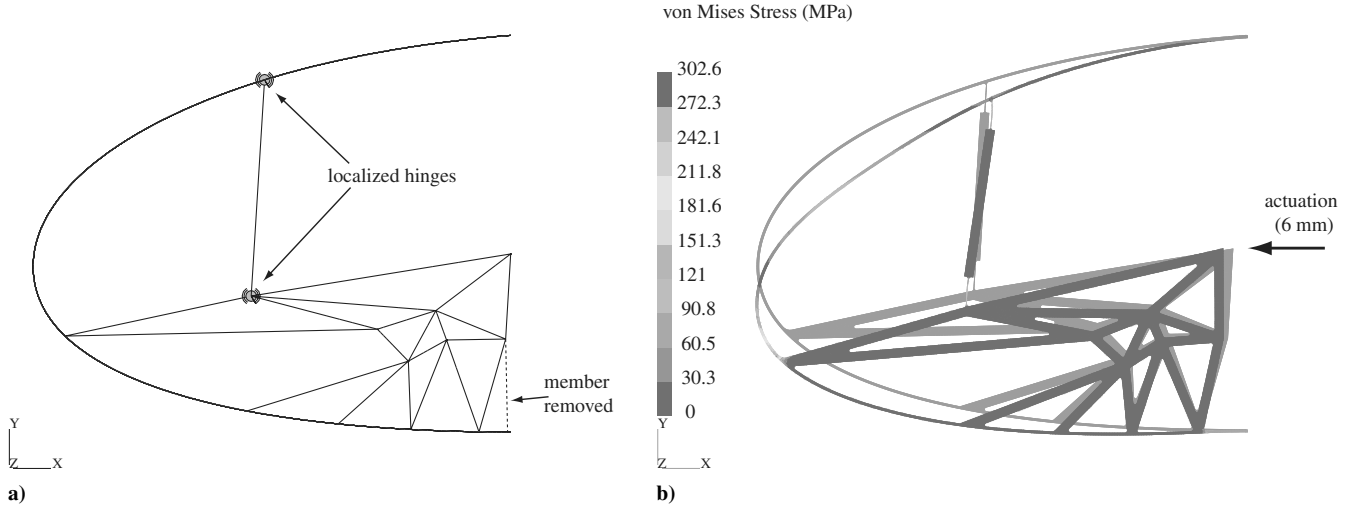 localized hinges
member
removed
Y
Z
X
a)
von Mises Stress (MPa)
302.6
272.3
242.1
211.8
181.6
151.3
121
90.8
60.5
30.3
0
actuation
(6 mm)
Y
Z
X
b)